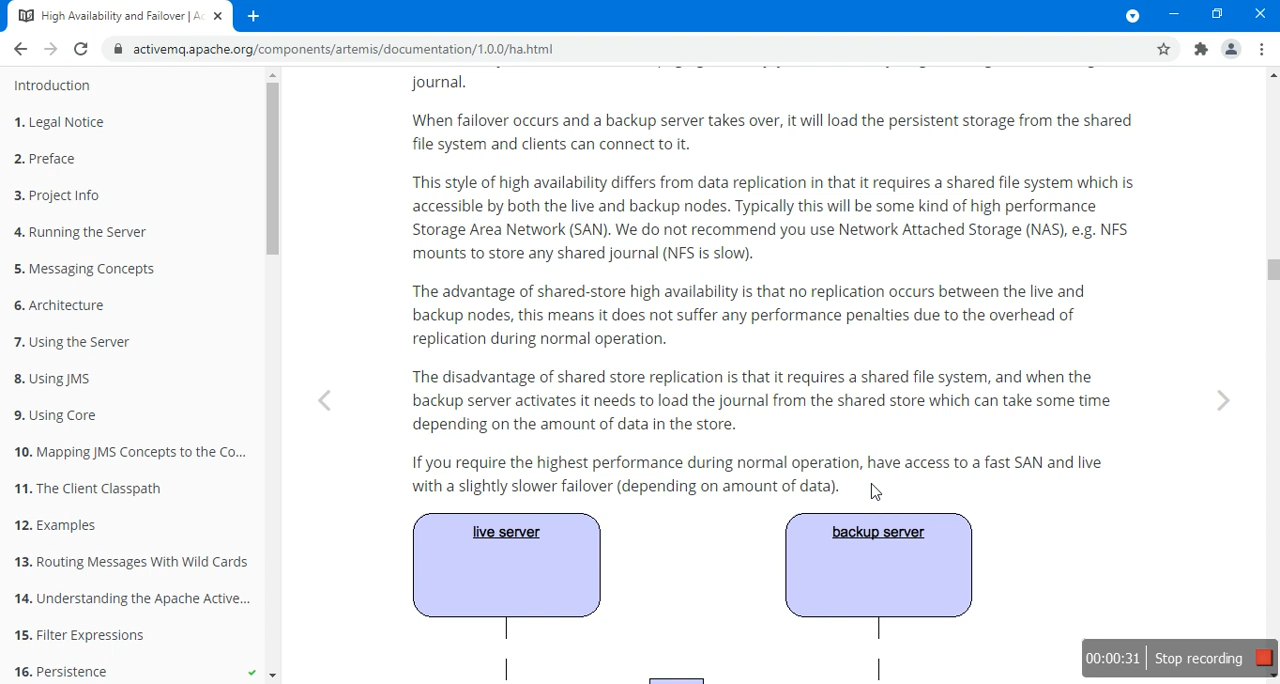 High Availability and Failover | Ac
activemq.apache.org/components/artemis/documentation/1.0.0/ha.html
Introduction
1. Legal Notice
2. Preface
3. Project Info
4. Running the Server
5. Messaging Concepts
6. Architecture
7. Using the Server
8. Using JMS
9. Using Core
10. Mapping JMS Concepts to the Co...
11. The Client Classpath
12. Examples
13. Routing Messages With Wild Cards
14. Understanding the Apache Active...
15. Filter Expressions
16. Persistence
journal.
When failover occurs and a backup server takes over, it will load the persistent storage from the shared
file system and clients can connect to it.
This style of high availability differs from data replication in that it requires a shared file system which is
accessible by both the live and backup nodes. Typically this will be some kind of high performance
Storage Area Network (SAN). We do not recommend you use Network Attached Storage (NAS), e.g. NFS
mounts to store any shared journal (NFS is slow).
The advantage of shared-store high availability is that no replication occurs between the live and
backup nodes, this means it does not suffer any performance penalties due to the overhead of
replication during normal operation.
The disadvantage of shared store replication is that it requires a shared file system, and when the
backup server activates it needs to load the journal from the shared store which can take some time
depending on the amount of data in the store.
If you require the highest performance during normal operation, have access to a fast SAN and live
with a slightly slower failover (depending on amount of data).
live server
backup server
00:00:31 Stop recording